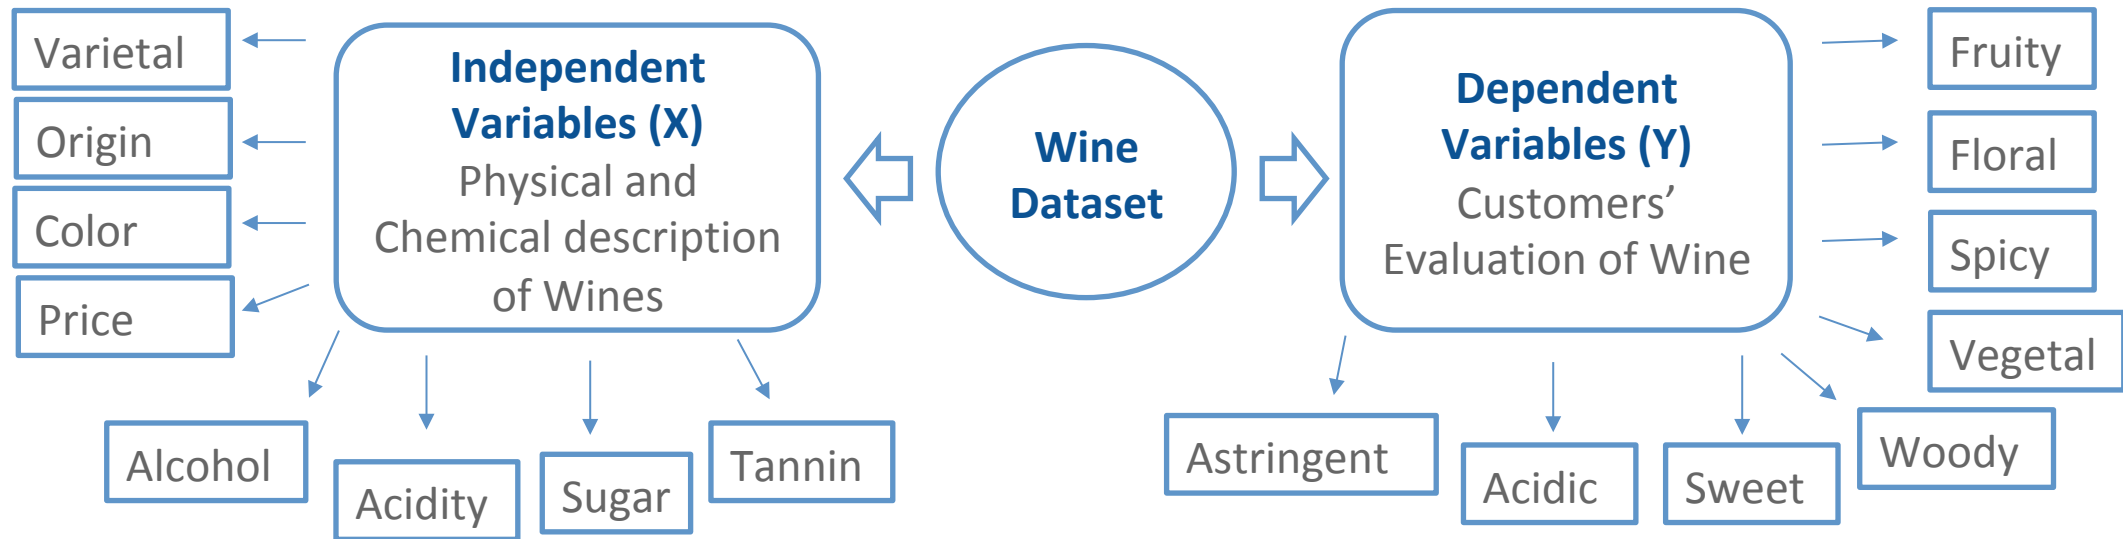 Varietal
Origin
Color
Price
Alcohol
Acidity
Sugar
Tannin
Independent
Variables (X)
Physical and
Chemical description
of Wines
Wine
Dataset
Dependent
Variables (Y)
Customers’
Evaluation of Wine
Fruity
Floral
Spicy
Vegetal
Woody
Sweet
Acidic
Astringent